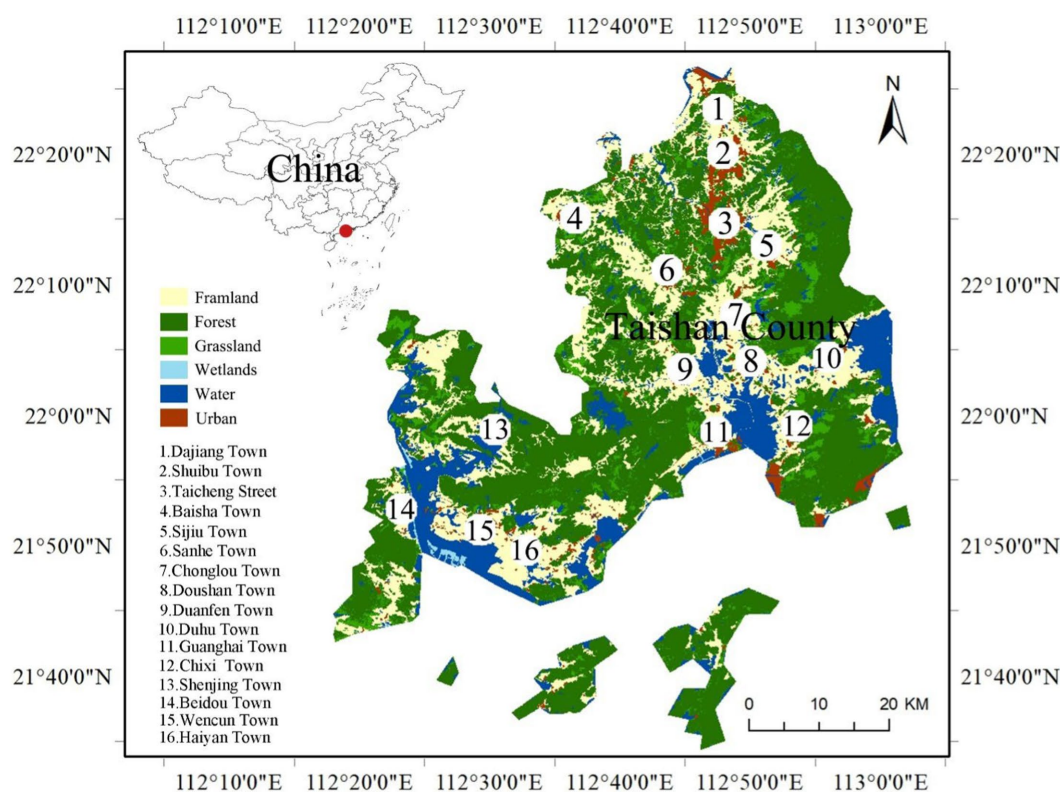 112°10'0"E 112°20'0"E 112°30'0"E 112°40'0"E 112°50'0"E 113°0'0"E
N
China
1
22°20'0"N 2 22°20'0"N
4 3
5
6
22°10'0"N 22°10'0"N
Framland
Forest
Grassland
Wetlands
Water
Urban
7
Taishan County
8 10
9
22°0'0"N 22°0'0"N
13 11 12
1.Dajiang Town
2.Shuibu Town
3.Taicheng Street
4.Baisha Town
5.Sijiu Town
6.Sanhe Town
7.Chonglou Town
8.Doushan Town
9.Duanfen Town
10.Duhu Town
11.Guanghai Town
12.Chixi Town
13.Shenjing Town
14.Beidou Town
15.Wencun Town
16.Haiyan Town
14
15
16
21°50'0"N 21°50'0"N
21°40'0"N 21°40'0"N
0 10 20 KM
112°10'0"E 112°20'0"E 112°30'0"E 112°40'0"E 112°50'0"E 113°0'0"E